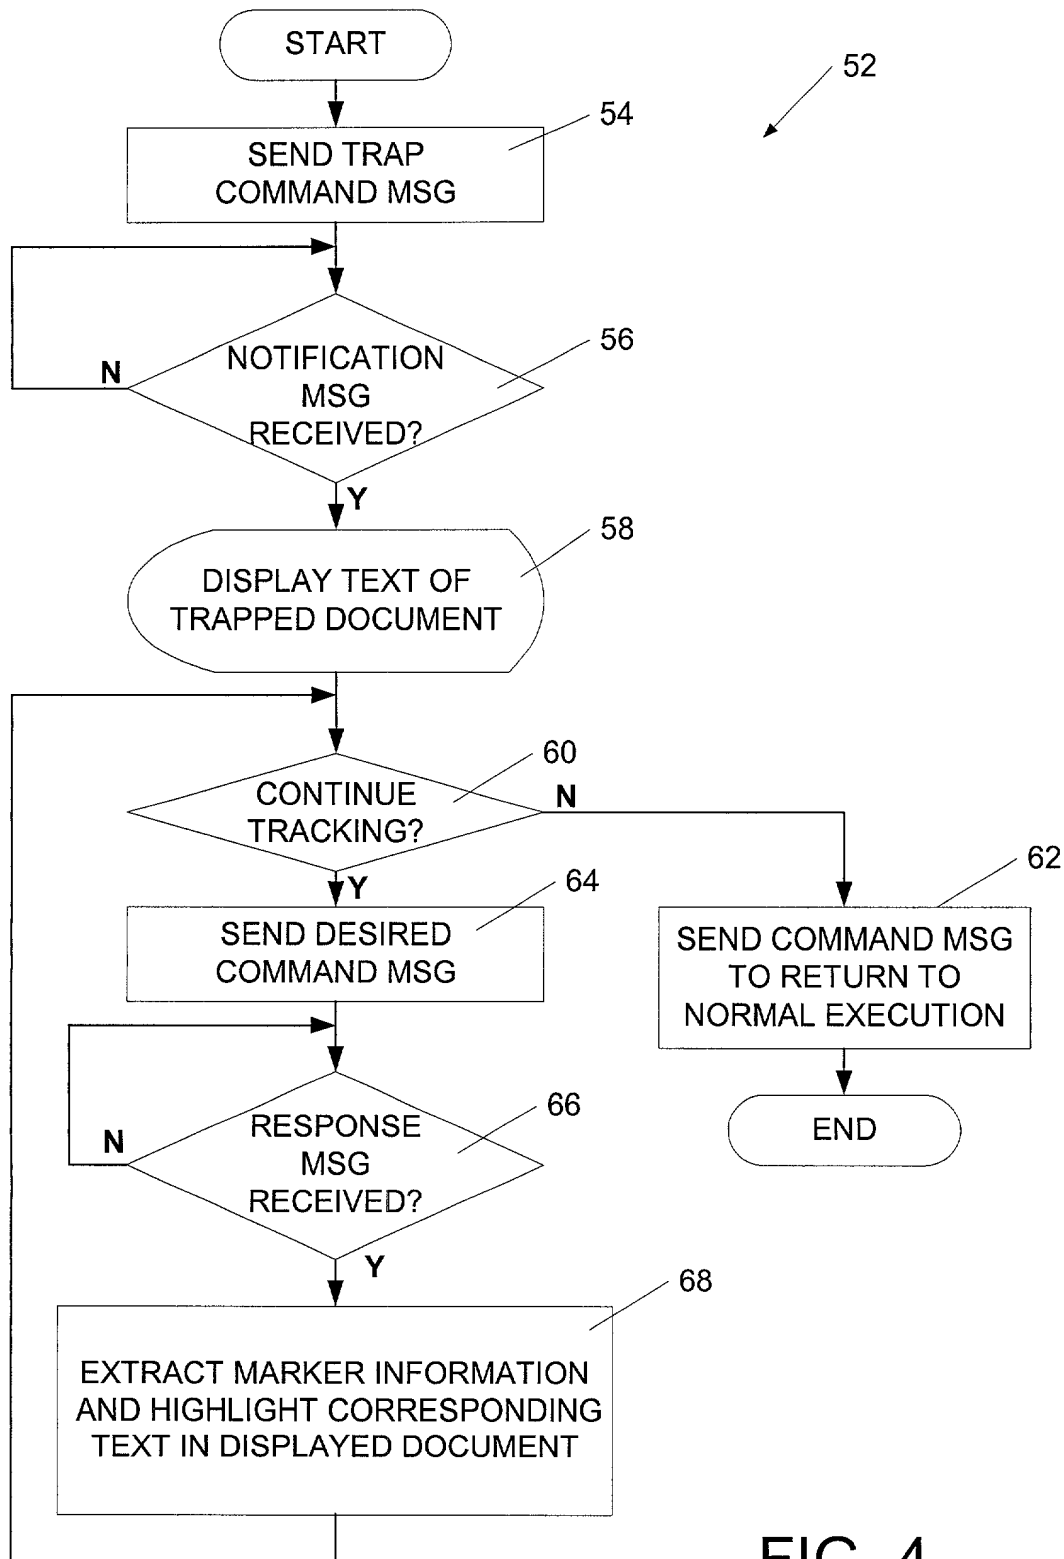 START
52
54
SEND TRAP
COMMAND MSG
56
NOTIFICATION
MSG
RECEIVED?
N
Y
58
DISPLAY TEXT OF
TRAPPED DOCUMENT
60
CONTINUE
TRACKING?
N
Y
62
64
SEND DESIRED
COMMAND MSG
SEND COMMAND MSG
TO RETURN TO
NORMAL EXECUTION
66
RESPONSE
MSG
RECEIVED?
N
END
Y
68
EXTRACT MARKER INFORMATION
AND HIGHLIGHT CORRESPONDING
TEXT IN DISPLAYED DOCUMENT
FIG. 4